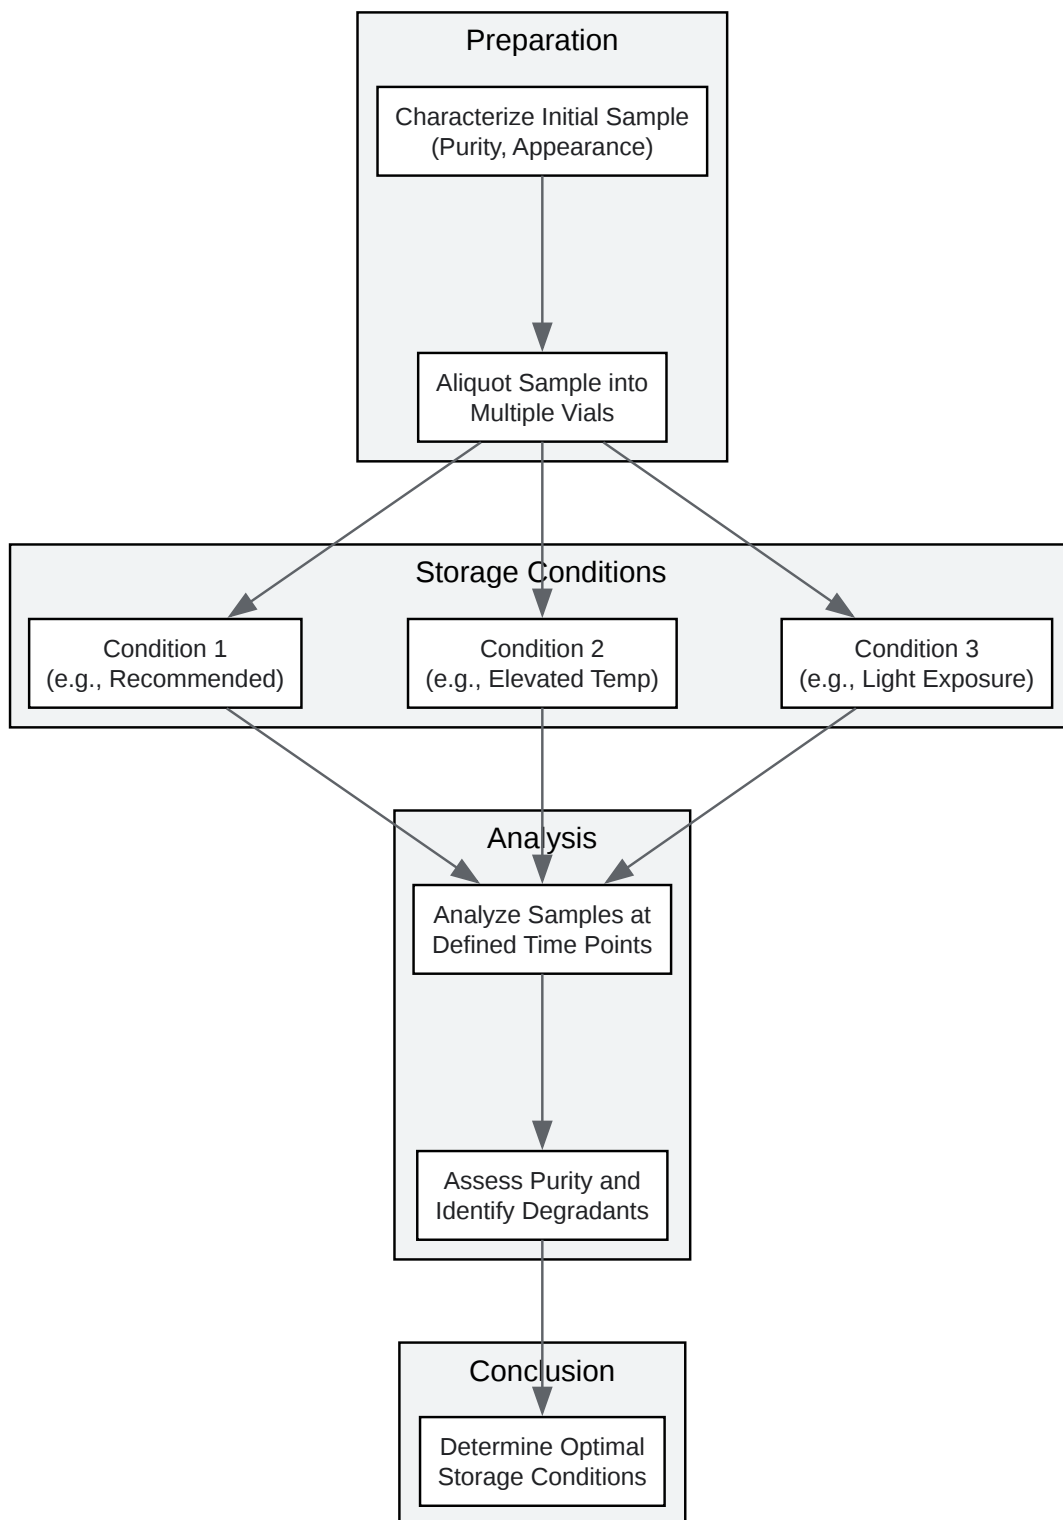 Preparation
Characterize Initial Sample
(Purity, Appearance)
Aliquot Sample into
Multiple Vials
Storage Conditions
Condition 1
(e.g., Recommended)
Condition 2
(e.g., Elevated Temp)
Condition 3
(e.g., Light Exposure)
Analysis
Analyze Samples at
Defined Time Points
Assess Purity and
Identify Degradants
Conclusion
Determine Optimal
Storage Conditions